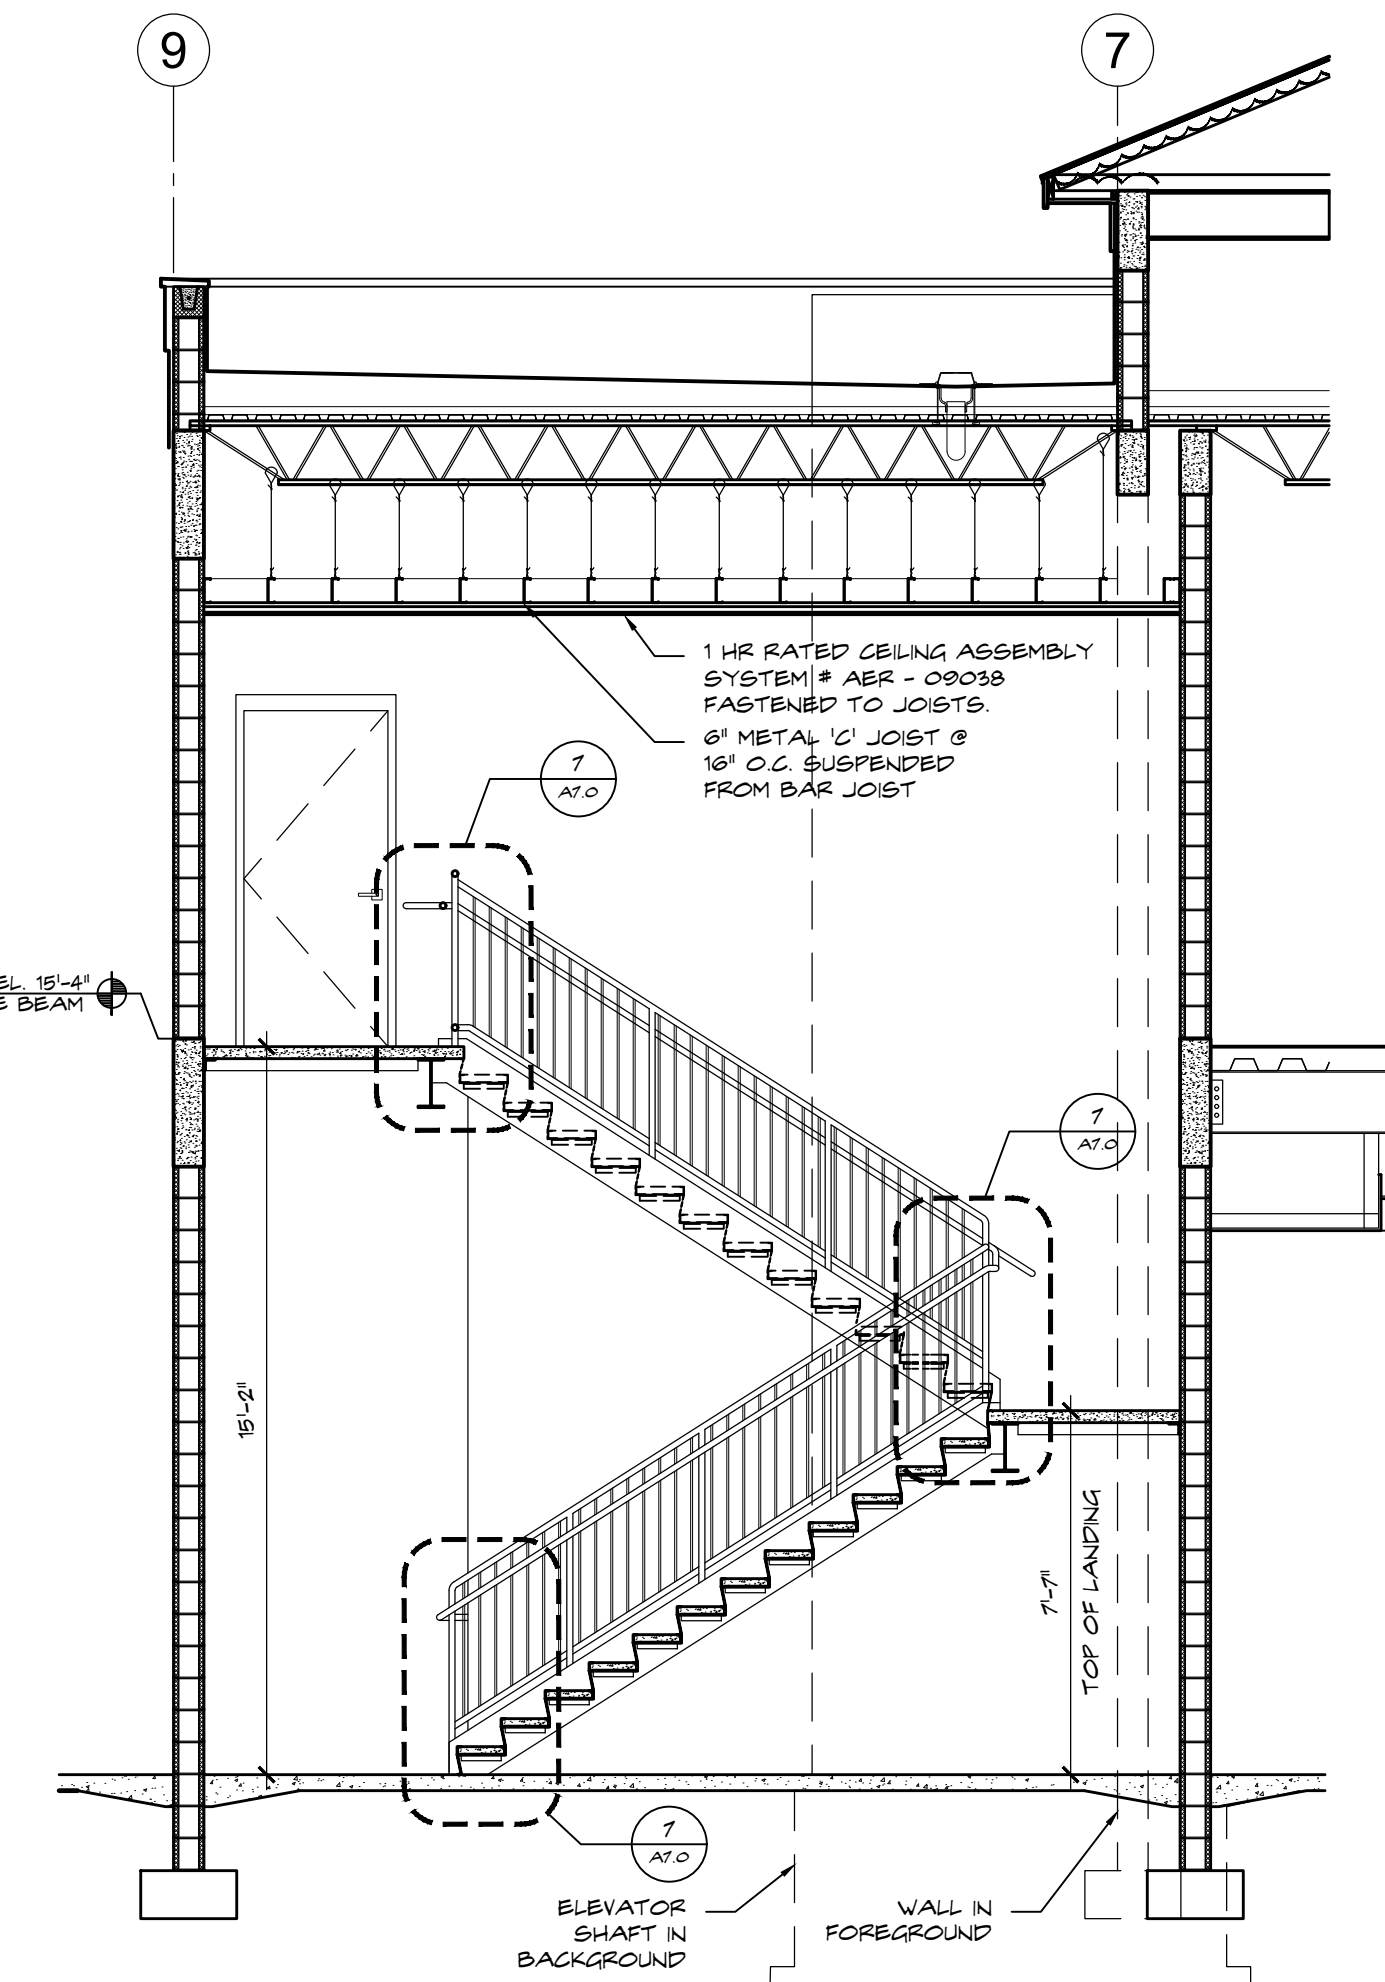 9
7
1 HR RATED CEILING ASSEMBLY
SYSTEM # AER - 09038
FASTENED TO JOISTS.
6" METAL 'C' JOIST @
16" O.C. SUSPENDED
FROM BAR JOIST
7
A7.0
EL. 15'-4"
BEAM
7
A7.0
15'-2"
7'-7"
TOP OF LANDING
7
A7.0
ELEVATOR
SHAFT IN
BACKGROUND
WALL IN
FOREGROUND